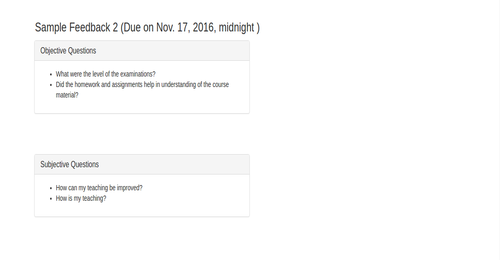 Sample Feedback 2 (Due on Nov. 17, 2016, midnight )
Objective Questions
What were the level of the examinations?
Did the homework and assignments help in understanding of the course
material?
Subjective Questions
How can my teaching be improved?
How is my teaching?